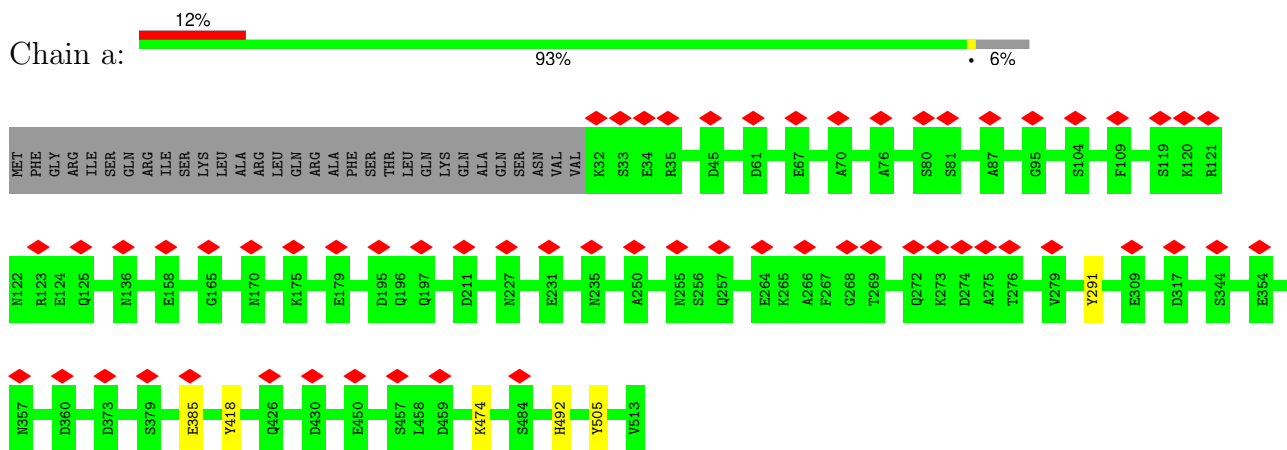 12%
Chain a:
93% • 6%
MET PHE GLY ARG ILE SER GLN ARG ILE SER LYS LEU ALA ARG LEU GLN ARG ALA PHE SER THR LEU GLN LYS GLN ALA GLN SER ASN VAL VAL K32 S33 E34 R35 D45 D61 E67 A70 A76 S80 S81 A87 G95 S104 F109 S119 K120 R121
N122 R123 E124 Q125 N136 E158 G165 N170 K175 E179 D195 Q196 Q197 D211 N227 E231 N235 A250 N255 S256 Q257 E264 K265 A266 F267 G268 T269 Q272 K273 D274 A275 T276 V279 Y291 E309 D317 S344 E354
N357 D360 D373 S379 E385 Y418 Q426 D430 E450 S457 L458 D459 K474 S484 H492 Y505 V513